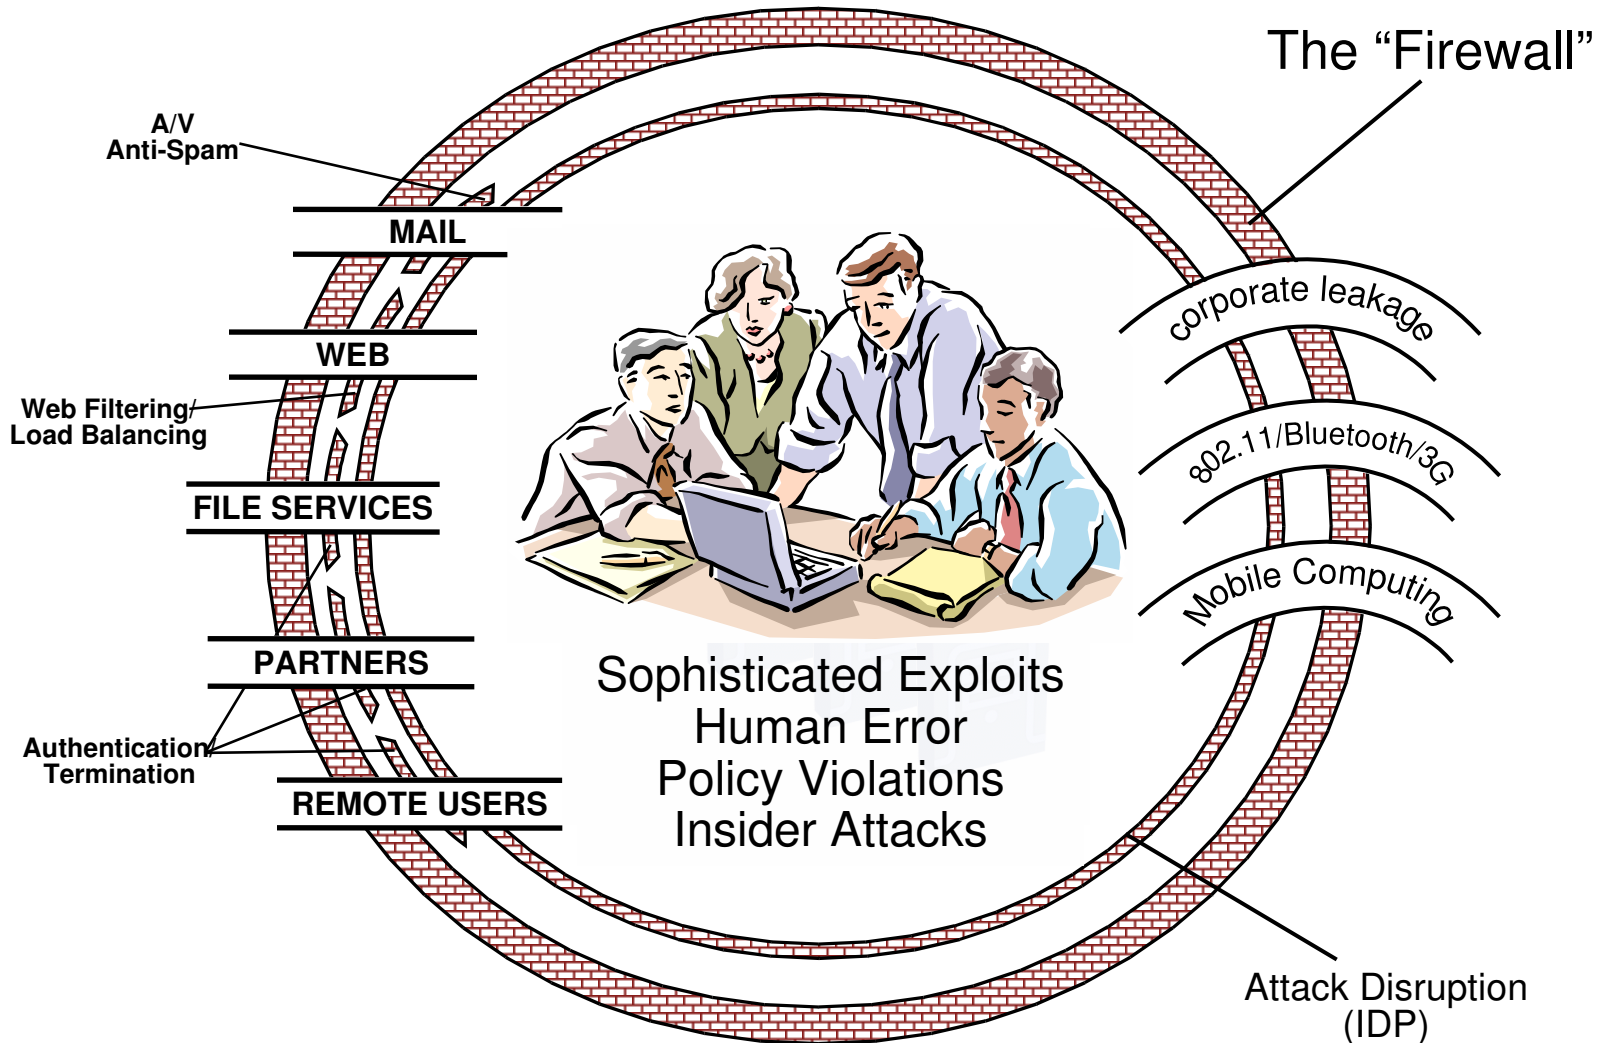 The “Firewall”
A/V
Anti-Spam
MAIL
WEB
Web Filtering/
Load Balancing
FILE SERVICES
PARTNERS
Authentication/
Termination
REMOTE USERS
corporate leakage
802.11/Bluetooth/3G
Mobile Computing
Sophisticated Exploits
Human Error
Policy Violations
Insider Attacks
Attack Disruption
(IDP)